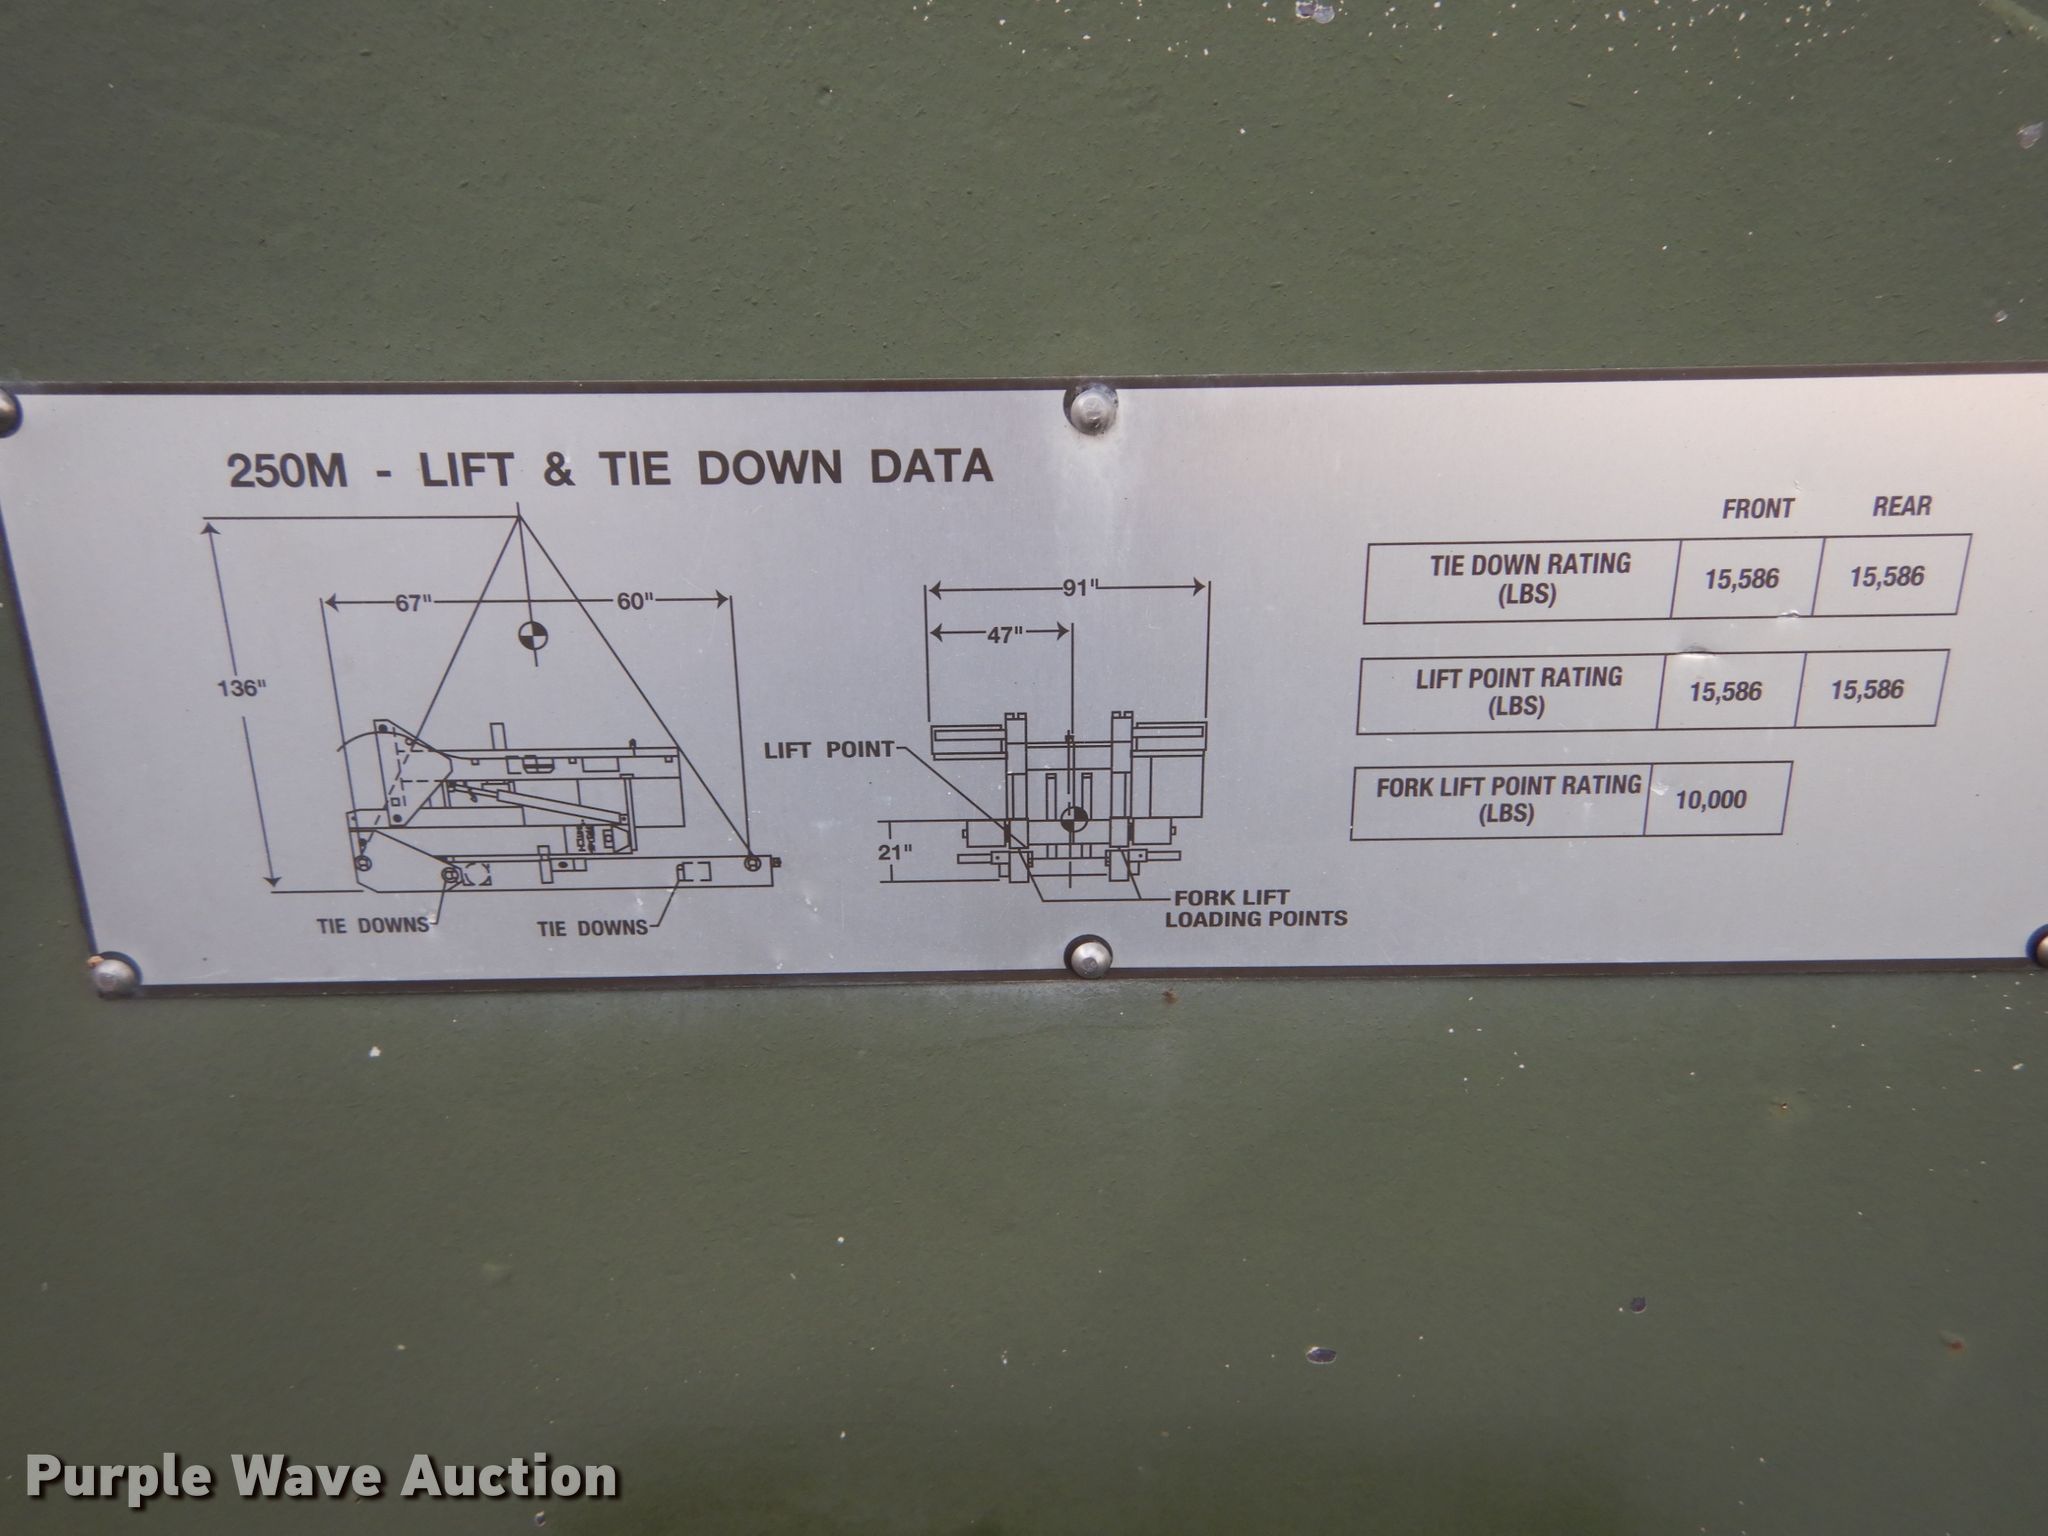 250M - LIFT & TIE DOWN DATA
FRONT REAR
TIE DOWN RATING
(LBS)
15,586 15,586
LIFT POINT RATING
(LBS)
15,586 15,586
FORK LIFT POINT RATING
(LBS)
10,000
67" 60"
136"
TIE DOWNS
TIE DOWNS
91"
47"
LIFT POINT
21"
FORK LIFT
LOADING POINTS
Purple Wave Auction